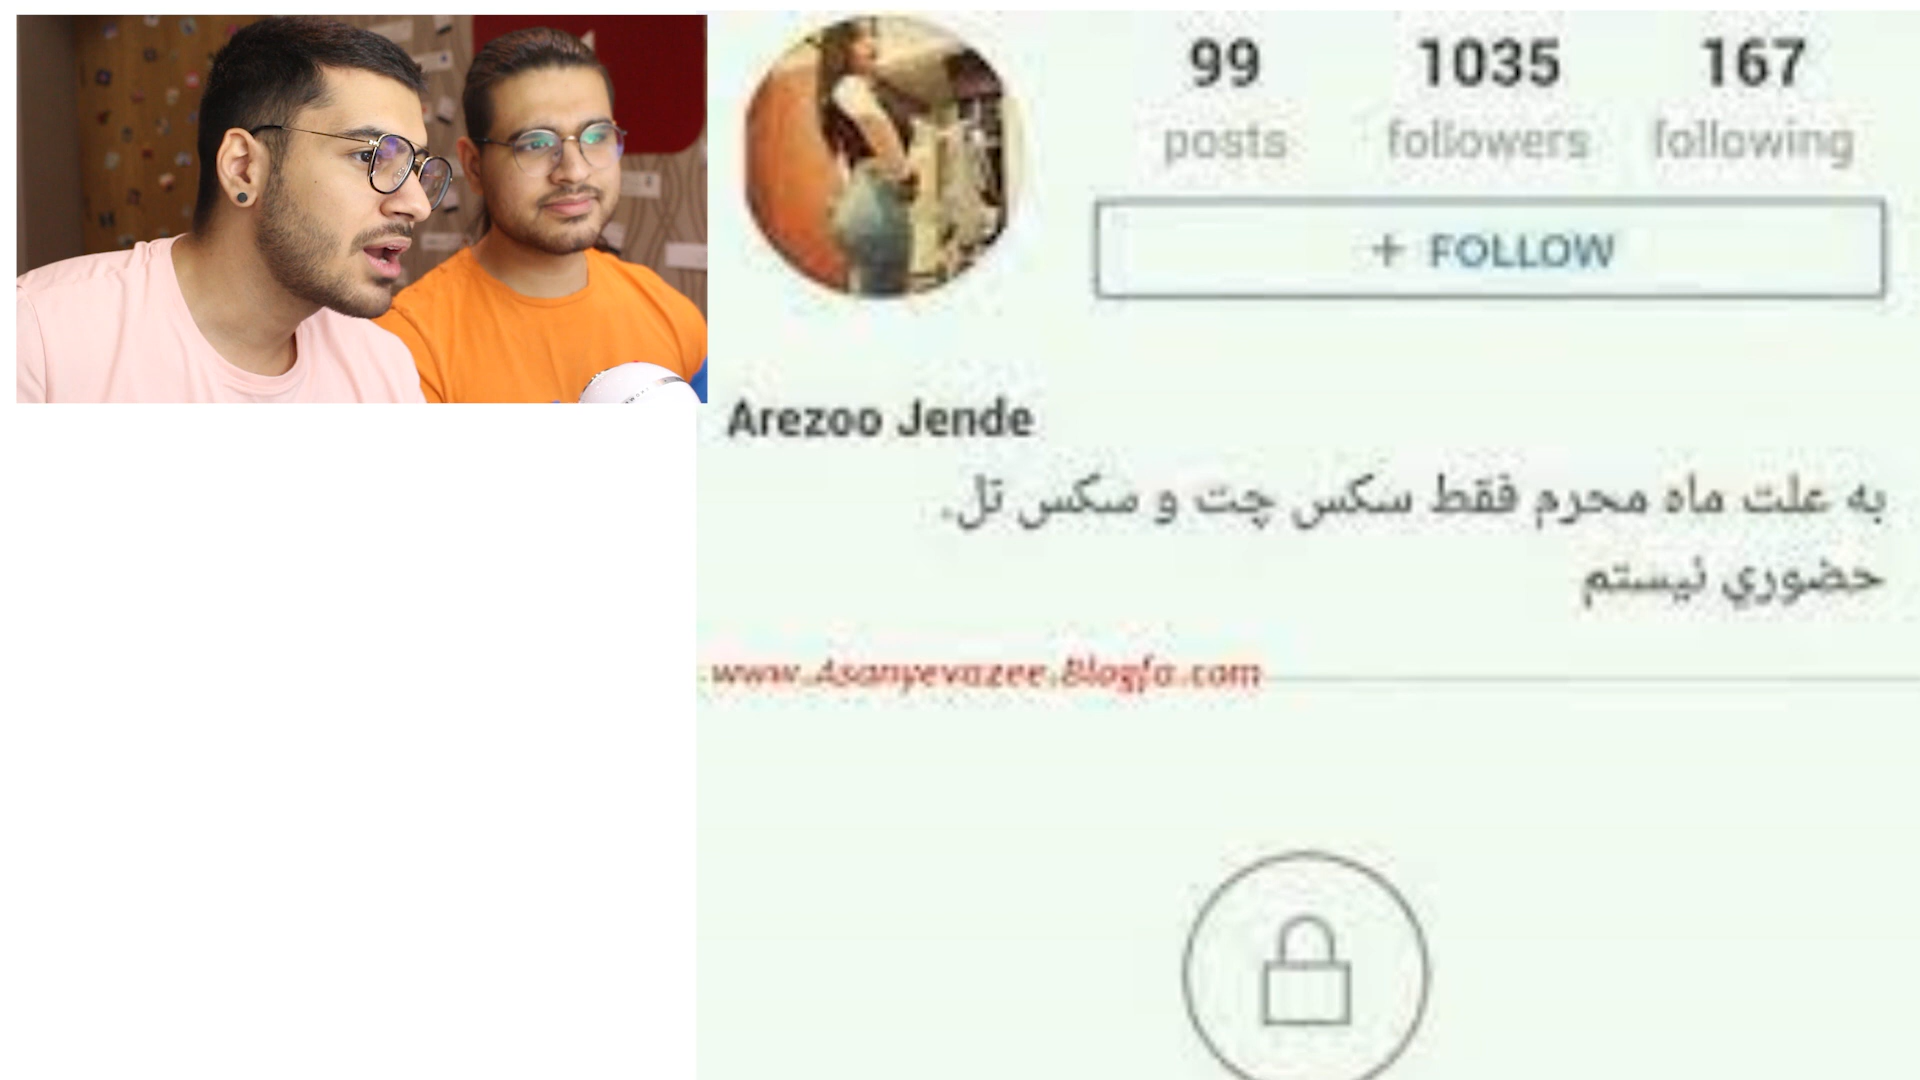 99 1035 167
posts followers following
+ FOLLOW
Arezoo Jende
به علت ماه محرم فقط سکس چت و سکس تل.
حضوري نیستم
www.Asanyevazee.Blogfa.com